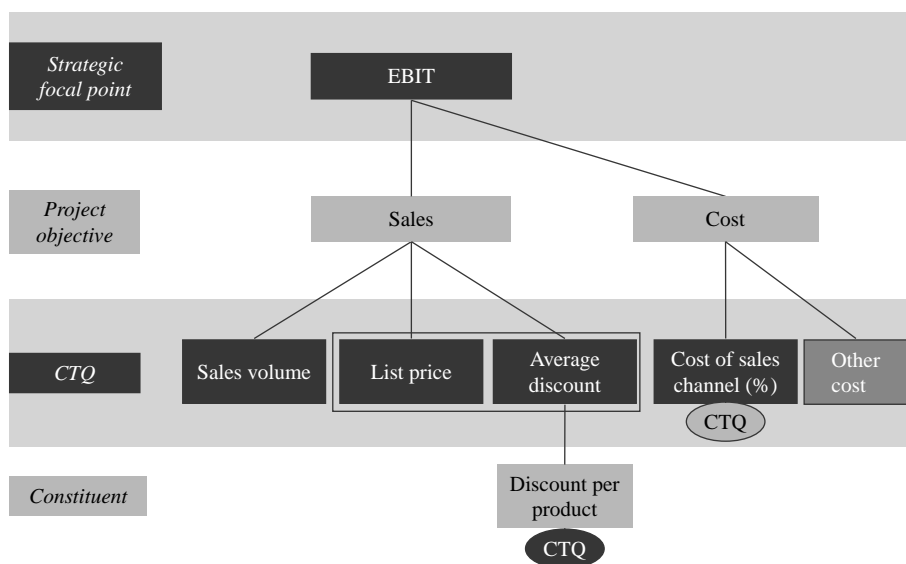 Strategic
focal point
EBIT
Project
objective
Sales
Cost
CTQ
Sales volume
List price
Average
discount
Cost of sales
channel (%)
Other
cost
CTQ
Constituent
Discount per
product
CTQ